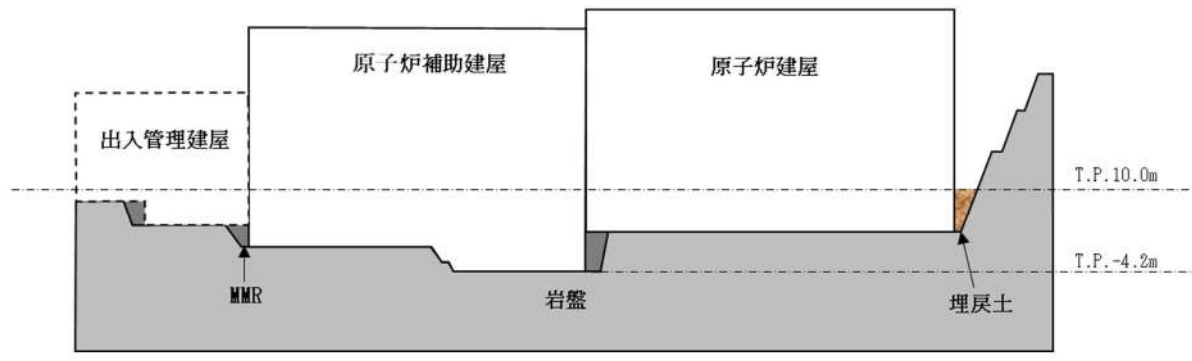 原子炉補助建屋
原子炉建屋
出入管理建屋
T.P.10.0m
T.P.-4.2m
MMR
岩盤
埋戻土